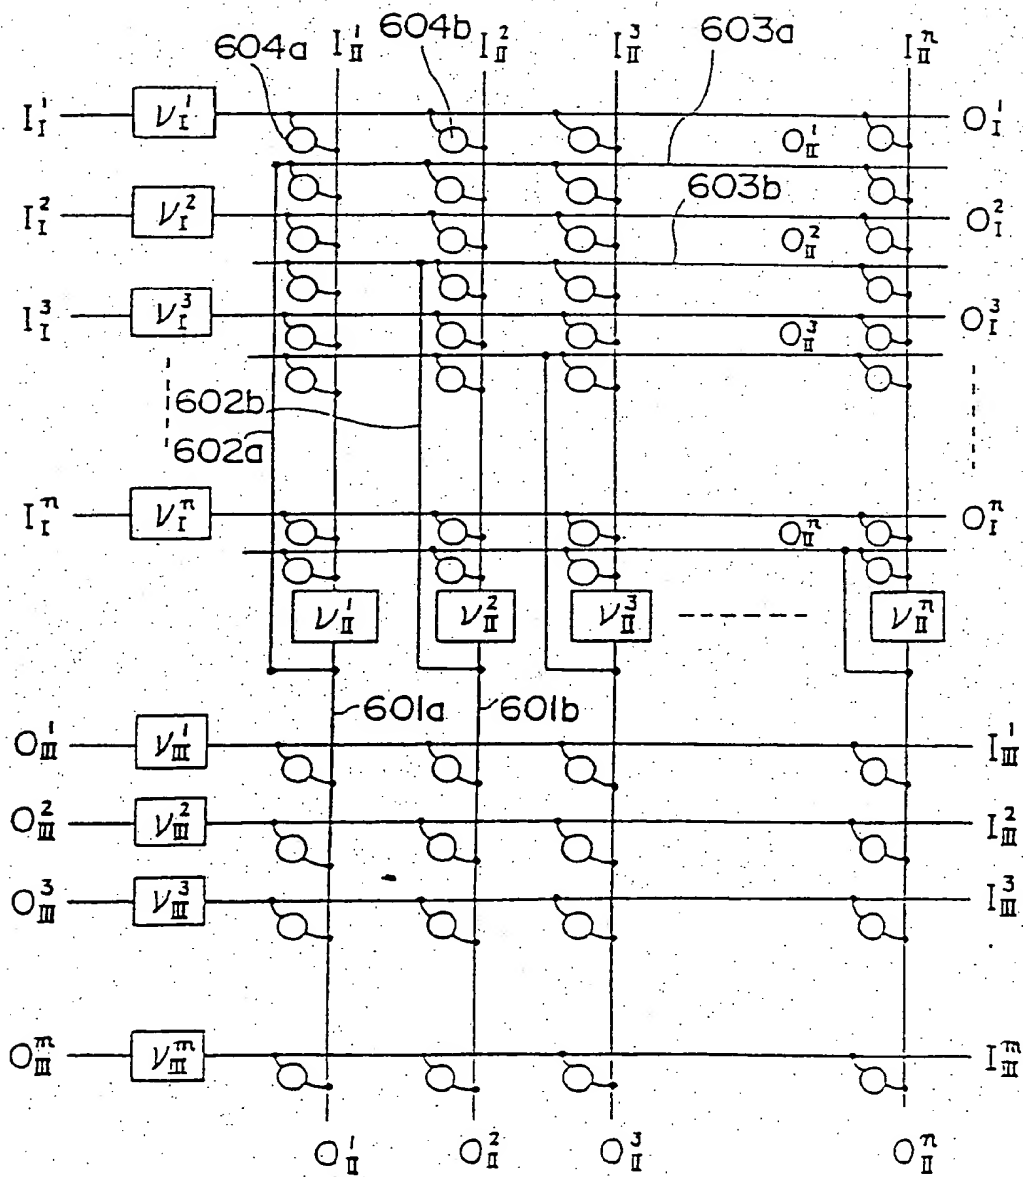 604a I_II^1 604b I_II^2 I_II^3 603a I_II^n
I_I^1 ν_I^1 O_II^1 O_I^1
603b
I_I^2 ν_I^2 O_II^2 O_I^2
I_I^3 ν_I^3 O_II^3 O_I^3
602b
602a
I_I^n ν_I^n O_II^n O_I^n
ν_II^1 ν_II^2 ν_II^3 ν_II^n
601a 601b
O_III^1 ν_III^1 I_III^1
O_III^2 ν_III^2 I_III^2
O_III^3 ν_III^3 I_III^3
O_III^m ν_III^m I_III^m
O_II^1 O_II^2 O_II^3 O_II^n